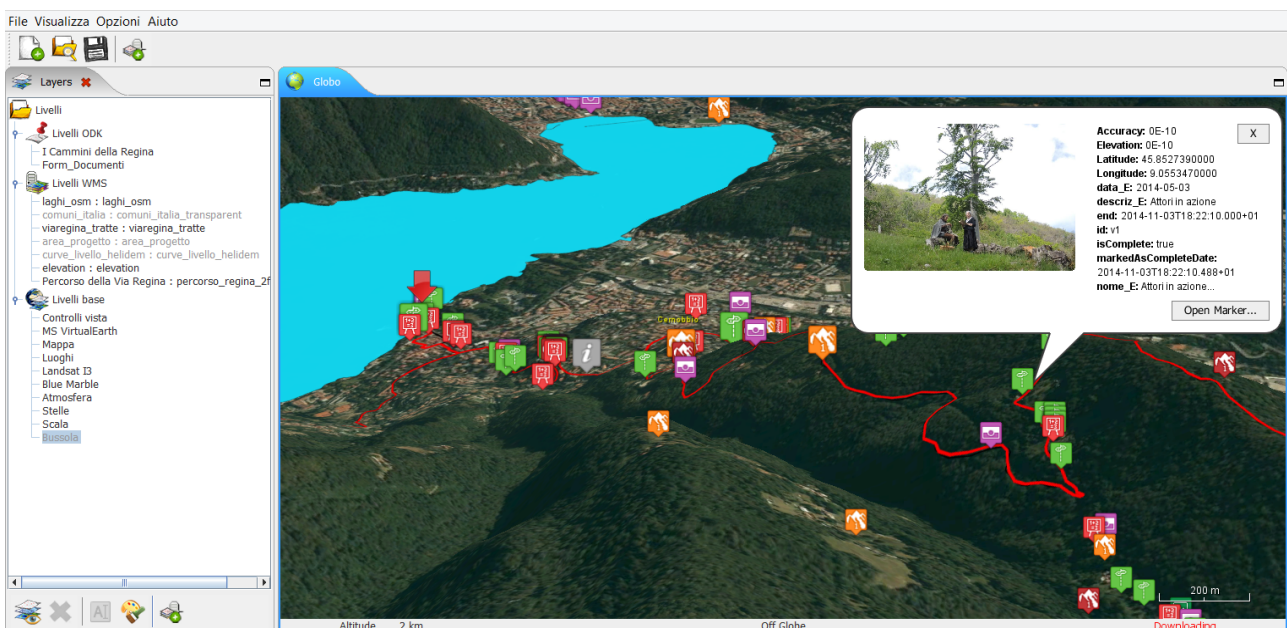 File Visualizza Opzioni Aiuto
Layers
Globo
Livelli
Livelli ODK
I Cammini della Regina
Form_Documenti
Livelli WMS
laghi_osm : laghi_osm
comuni_italia : comuni_italia_transparent
viaregina_tratte : viaregina_tratte
area_progetto : area_progetto
curve_livello_helidem : curve_livello_helidem
elevation : elevation
Percorso della Via Regina : percorso_regina_2f
Livelli base
Controlli vista
MS VirtualEarth
Mappa
Luoghi
Landsat I3
Blue Marble
Atmosfera
Stelle
Scala
Bussola
Accuracy: 0E-10
X
Elevation: 0E-10
Latitude: 45.8527390000
Longitude: 9.0553470000
data_E: 2014-05-03
descriz_E: Attori in azione
end: 2014-11-03T18:22:10.000+01
id: v1
isComplete: true
markedAsCompleteDate:
2014-11-03T18:22:10.488+01
nome_E: Attori in azione...
Open Marker...
Cernobbio
i
200 m
AI
Altitude 2 km
Off Globe
Downloading